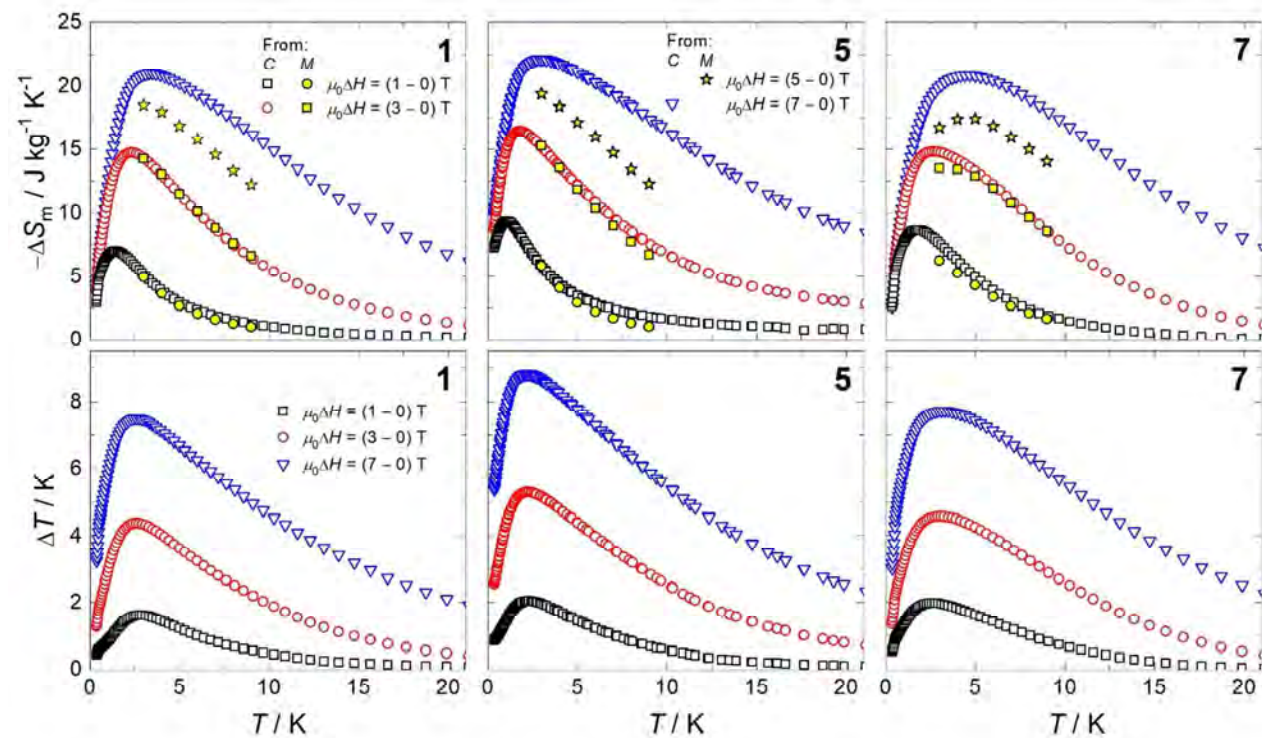 25
20
15
10
5
0
−ΔSm / J kg-1 K-1
1
From:
C M
μ0ΔH = (1 – 0) T
μ0ΔH = (3 – 0) T
5
From:
C M
μ0ΔH = (5 – 0) T
μ0ΔH = (7 – 0) T
7
8
6
4
2
0
ΔT / K
1
μ0ΔH = (1 – 0) T
μ0ΔH = (3 – 0) T
μ0ΔH = (7 – 0) T
5
7
0 5 10 15 20
0 5 10 15 20
0 5 10 15 20
T / K
T / K
T / K